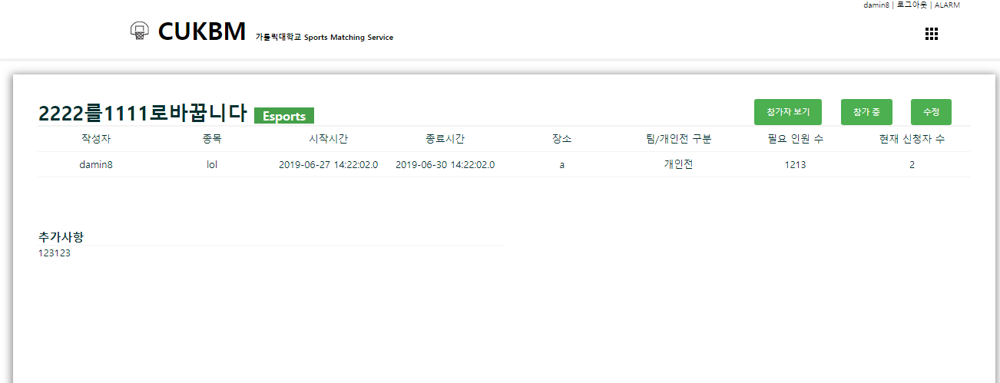 damin8 | 로그아웃 | ALARM
CUKBM 가톨릭대학교 Sports Matching Service
2222를1111로바꿉니다 Esports 참가자 보기 참가 중 수정
작성자 종목 시작시간 종료시간 장소 팀/개인전 구분 필요 인원 수 현재 신청자 수
damin8 lol 2019-06-27 14:22:02.0 2019-06-30 14:22:02.0 a 개인전 1213 2
추가사항
123123